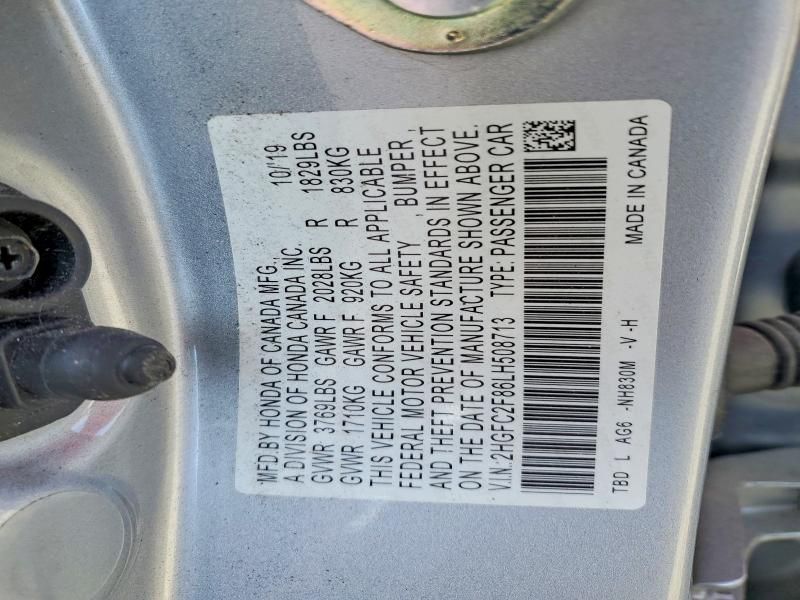 MFD.BY HONDA OF CANADA MFG., 10/'19
A DIVISION OF HONDA CANADA INC.
GVWR 3769LBS GAWR F 2028LBS R 1829LBS
GVWR 1710KG GAWR F 920KG R 830KG
THIS VEHICLE CONFORMS TO ALL APPLICABLE
FEDERAL MOTOR VEHICLE SAFETY , BUMPER ,
AND THEFT PREVENTION STANDARDS IN EFFECT
ON THE DATE OF MANUFACTURE SHOWN ABOVE.
V.I.N.:2HGFC2F86LH508713 TYPE: PASSENGER CAR
TBD L AG6 -NH830M -V -H MADE IN CANADA